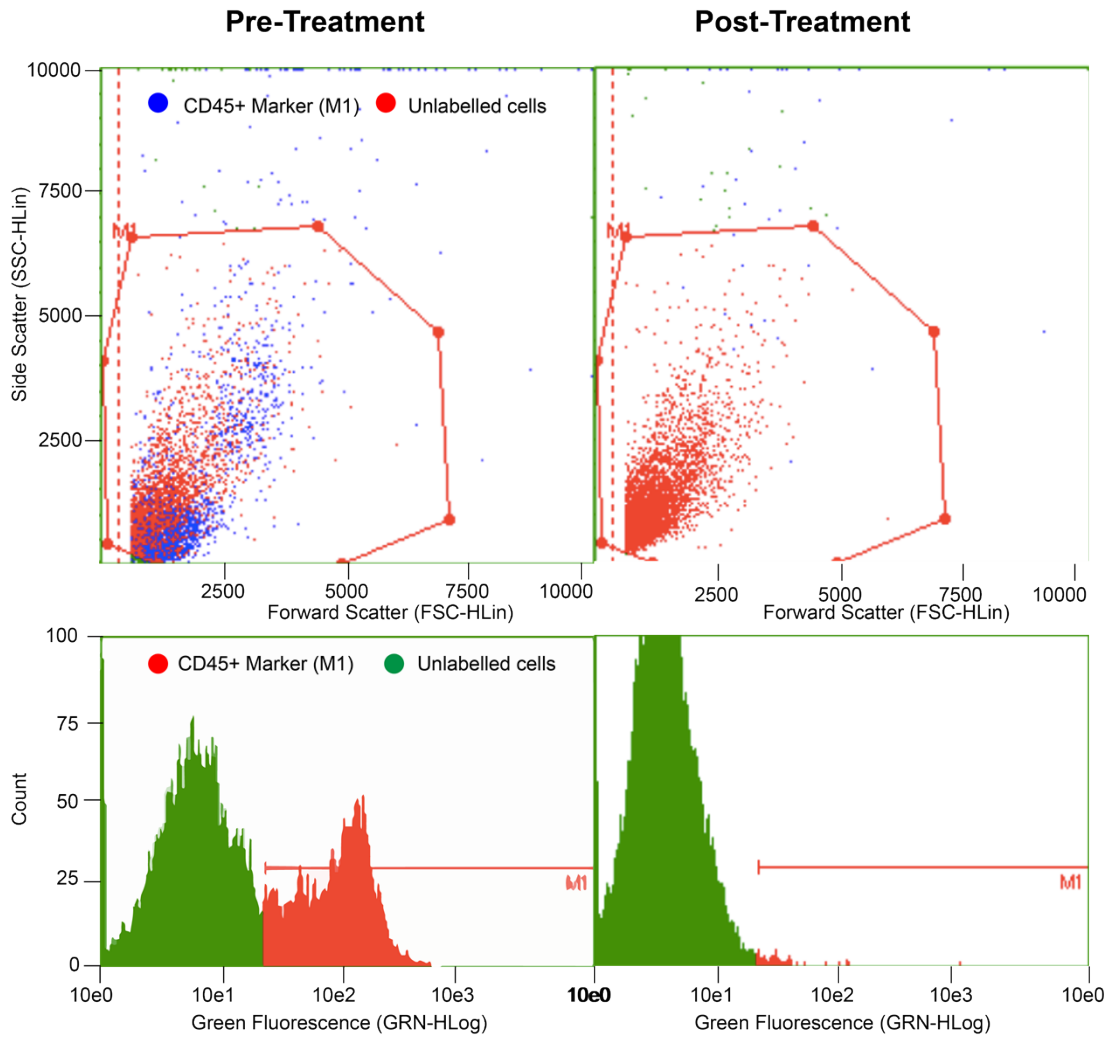 Pre-Treatment
Post-Treatment
10000
7500
5000
2500
Side Scatter (SSC-HLin)
CD45+ Marker (M1)
Unlabelled cells
M1
M1
2500
5000
7500
10000
Forward Scatter (FSC-HLin)
2500
5000
7500
10000
Forward Scatter (FSC-HLin)
100
75
50
25
0
Count
CD45+ Marker (M1)
Unlabelled cells
M1
M1
10e0
10e1
10e2
10e3
Green Fluorescence (GRN-HLog)
10e0
10e1
10e2
10e3
10e0
Green Fluorescence (GRN-HLog)